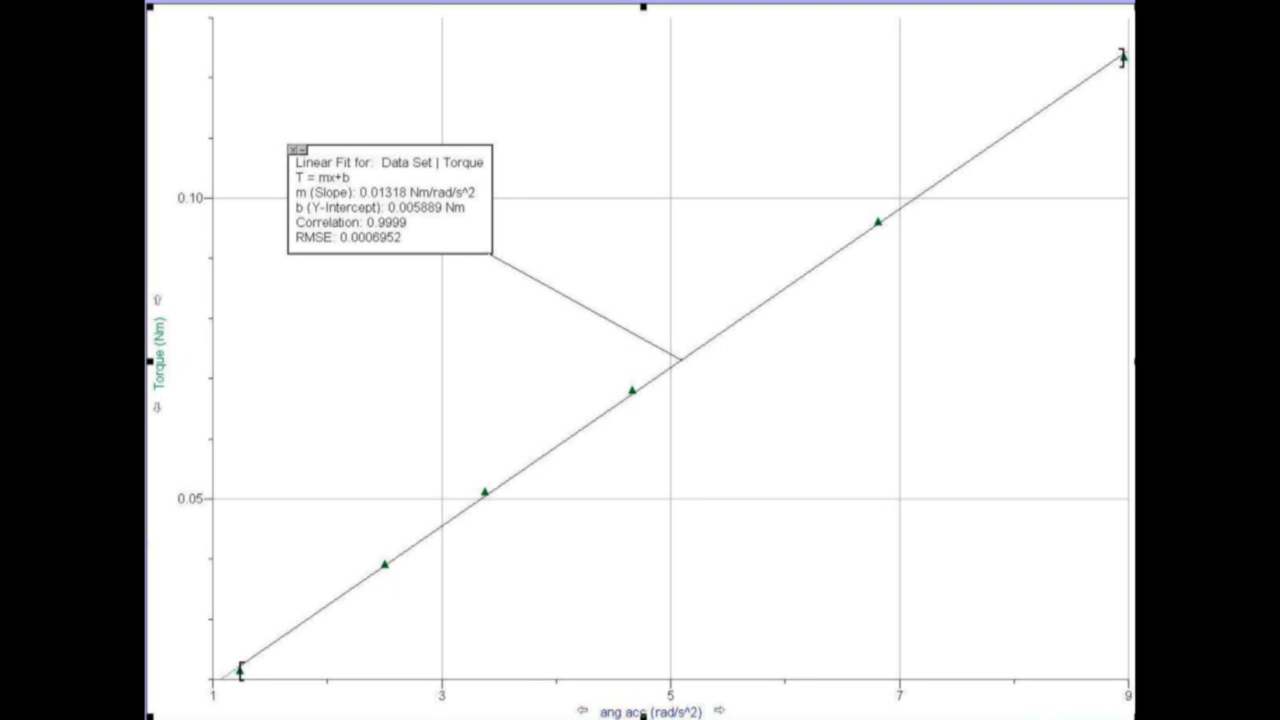 Linear Fit for: Data Set | Torque
T = mx+b
m (Slope): 0.01318 Nm/rad/s^2
b (Y-Intercept): 0.005889 Nm
Correlation: 0.9999
RMSE: 0.0006952
0.10
0.05
Torque (Nm)
1 3 5 7 9
ang acc (rad/s^2)